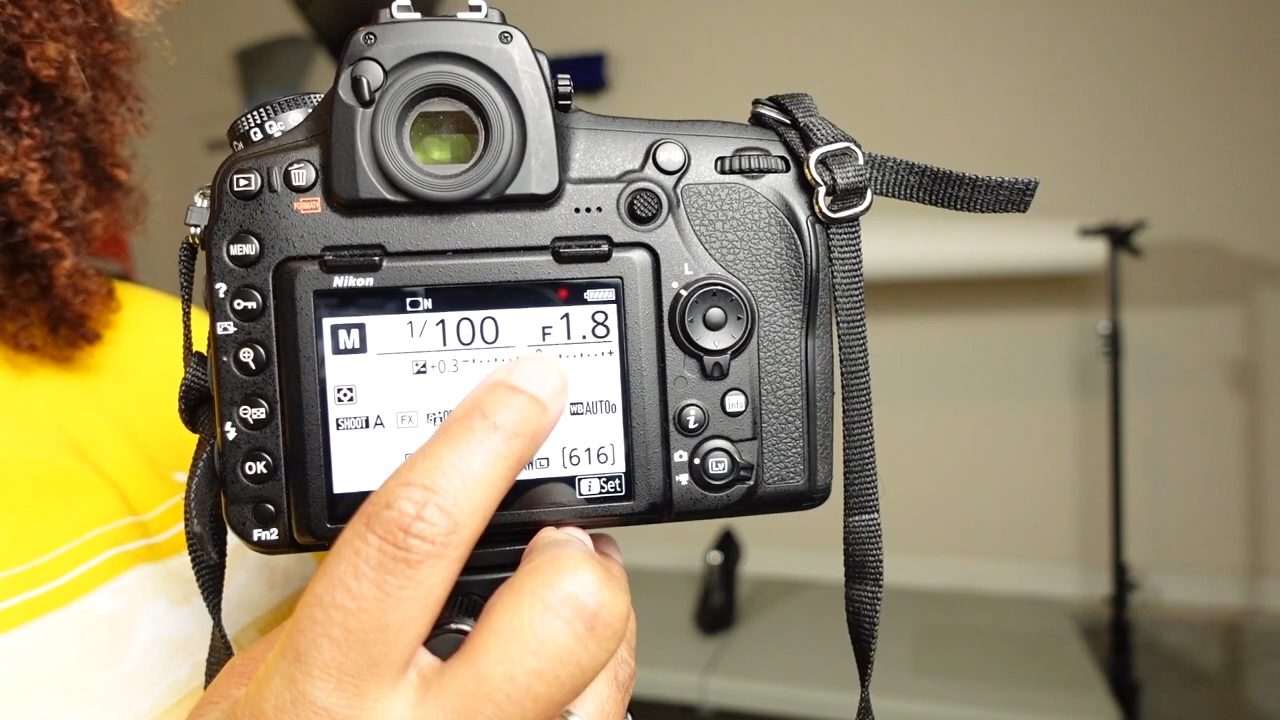 Q Qc
FORMAT
MENU
?
L
Nikon
N
M 1/100 F1.8
+0.3 - +
SHOOT A FX WB AUTO0
L [616]
i Set
i info
OK
Lv
Fn2